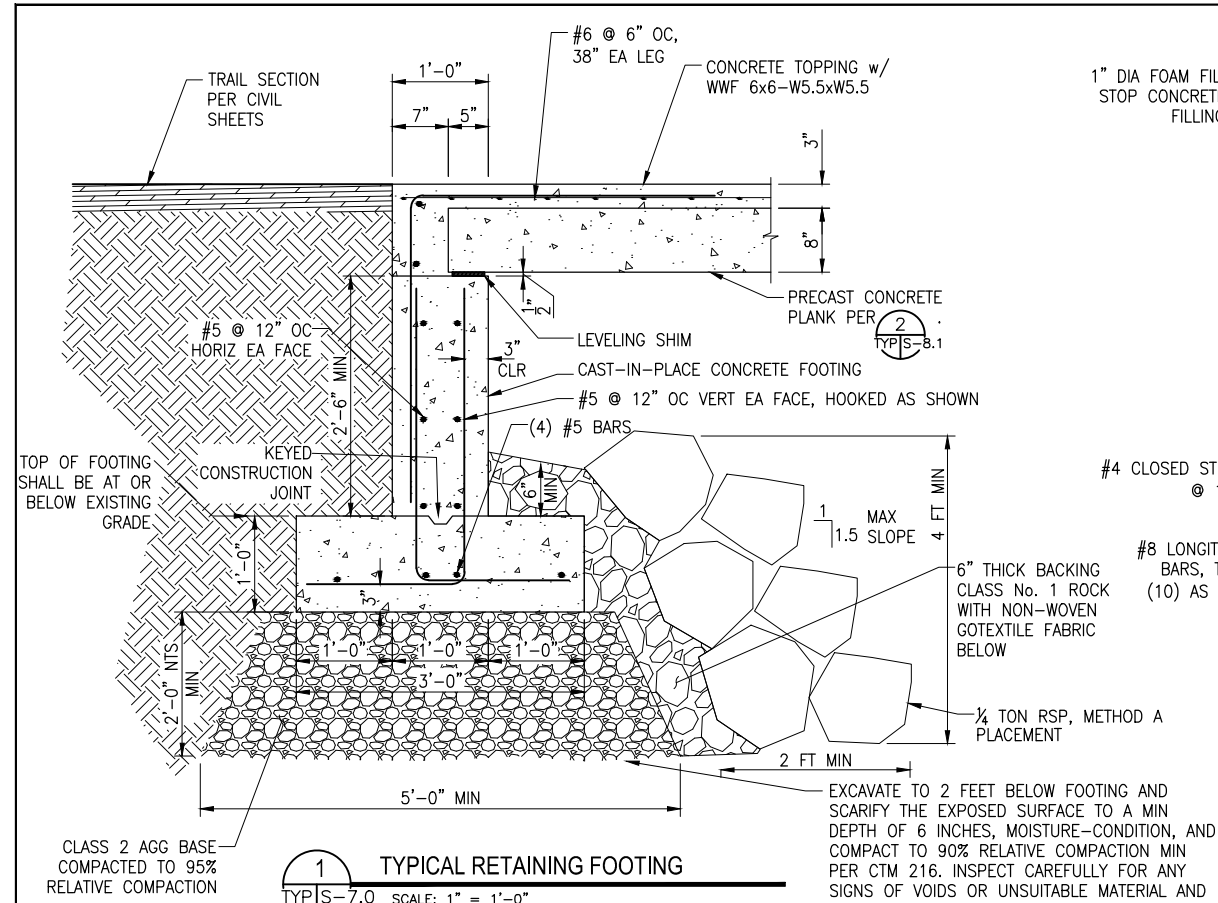 #6 @ 6" OC,
38" EA LEG
1'-0"
TRAIL SECTION
PER CIVIL
SHEETS
CONCRETE TOPPING w/
WWF 6x6-W5.5xW5.5
1" DIA FOAM FIL
STOP CONCRET
FILLING
7"
5"
3"
8"
1"
2
PRECAST CONCRETE
PLANK PER
2
TYP S-8.1
#5 @ 12" OC
HORIZ EA FACE
2'-6" MIN
LEVELING SHIM
3"
CLR
CAST-IN-PLACE CONCRETE FOOTING
#5 @ 12" OC VERT EA FACE, HOOKED AS SHOWN
(4) #5 BARS
KEYED
CONSTRUCTION
JOINT
TOP OF FOOTING
SHALL BE AT OR
BELOW EXISTING
GRADE
6"
MIN
1
1.5
MAX
SLOPE
4 FT MIN
#4 CLOSED ST
@
#8 LONGIT
BARS, T
(10) AS
1'-0"
3"
6" THICK BACKING
CLASS No. 1 ROCK
WITH NON-WOVEN
GOTEXTILE FABRIC
BELOW
1'-0"
1'-0"
1'-0"
3'-0"
2'-0" NTS
MIN
¼ TON RSP, METHOD A
PLACEMENT
2 FT MIN
5'-0" MIN
EXCAVATE TO 2 FEET BELOW FOOTING AND
SCARIFY THE EXPOSED SURFACE TO A MIN
DEPTH OF 6 INCHES, MOISTURE-CONDITION, AND
COMPACT TO 90% RELATIVE COMPACTION MIN
PER CTM 216. INSPECT CAREFULLY FOR ANY
SIGNS OF VOIDS OR UNSUITABLE MATERIAL AND
CLASS 2 AGG BASE
COMPACTED TO 95%
RELATIVE COMPACTION
1
TYP S-7.0
TYPICAL RETAINING FOOTING
SCALE: 1" = 1'-0"